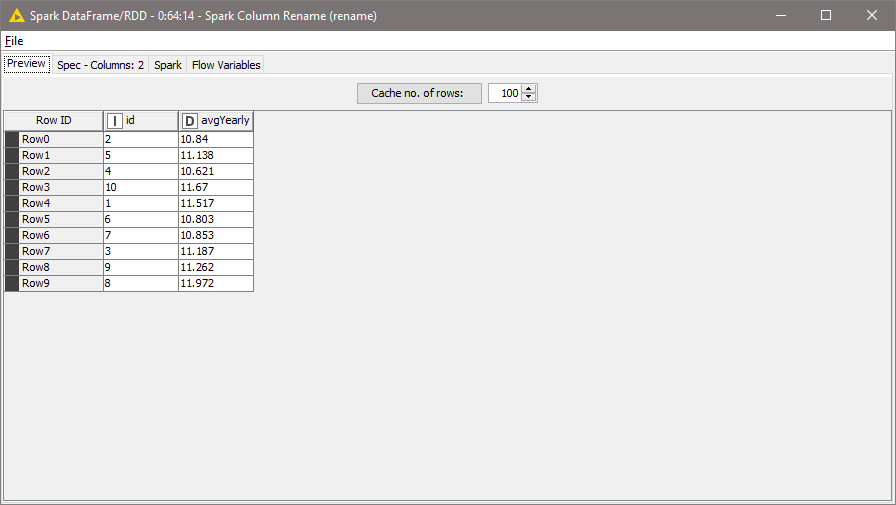 Spark DataFrame/RDD - 0:64:14 - Spark Column Rename (rename)
File
Preview Spec - Columns: 2 Spark Flow Variables
Cache no. of rows: 100
Row ID I id D avgYearly
Row0 2 10.84
Row1 5 11.138
Row2 4 10.621
Row3 10 11.67
Row4 1 11.517
Row5 6 10.803
Row6 7 10.853
Row7 3 11.187
Row8 9 11.262
Row9 8 11.972